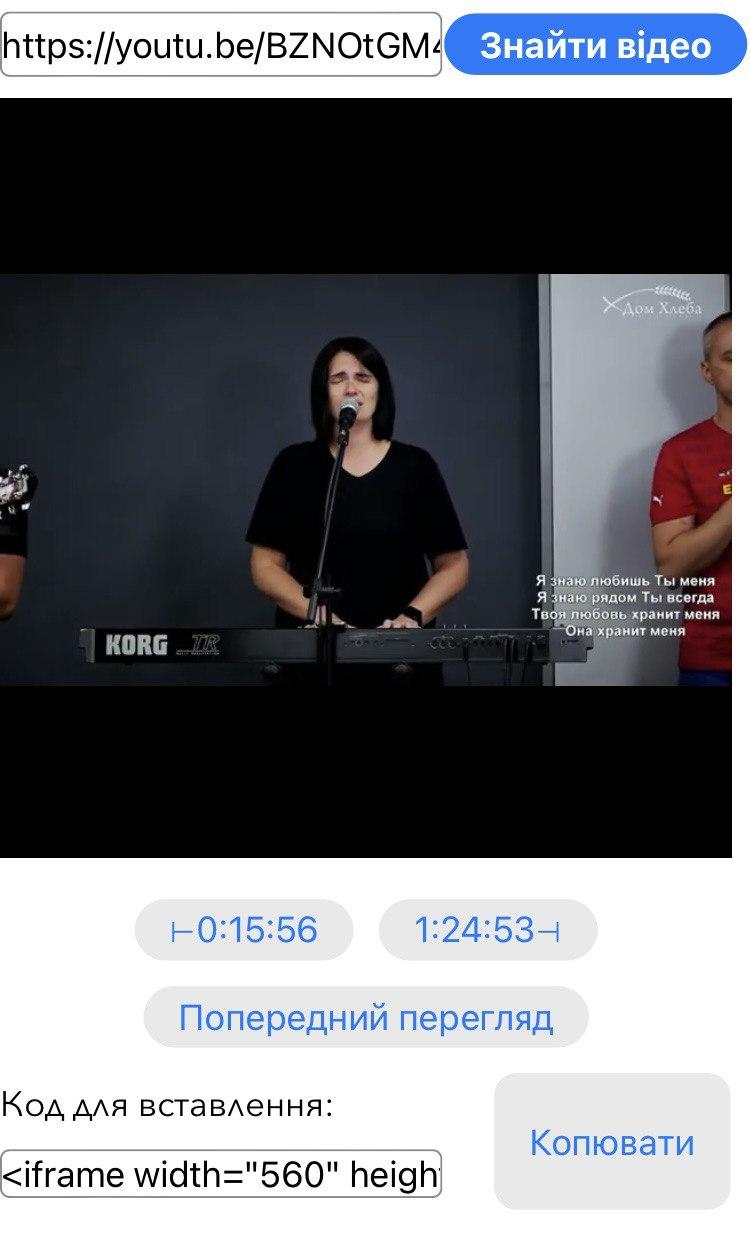 https://youtu.be/BZNOtGM4
Знайти відео
Дом Хлеба
Я знаю любишь Ты меня
Я знаю рядом Ты всегда
Твоя любовь хранит меня
Она хранит меня
KORG TR
⊢0:15:56
1:24:53⊣
Попередний перегляд
Код для вставлення:
<iframe width="560" heigh
Копювати